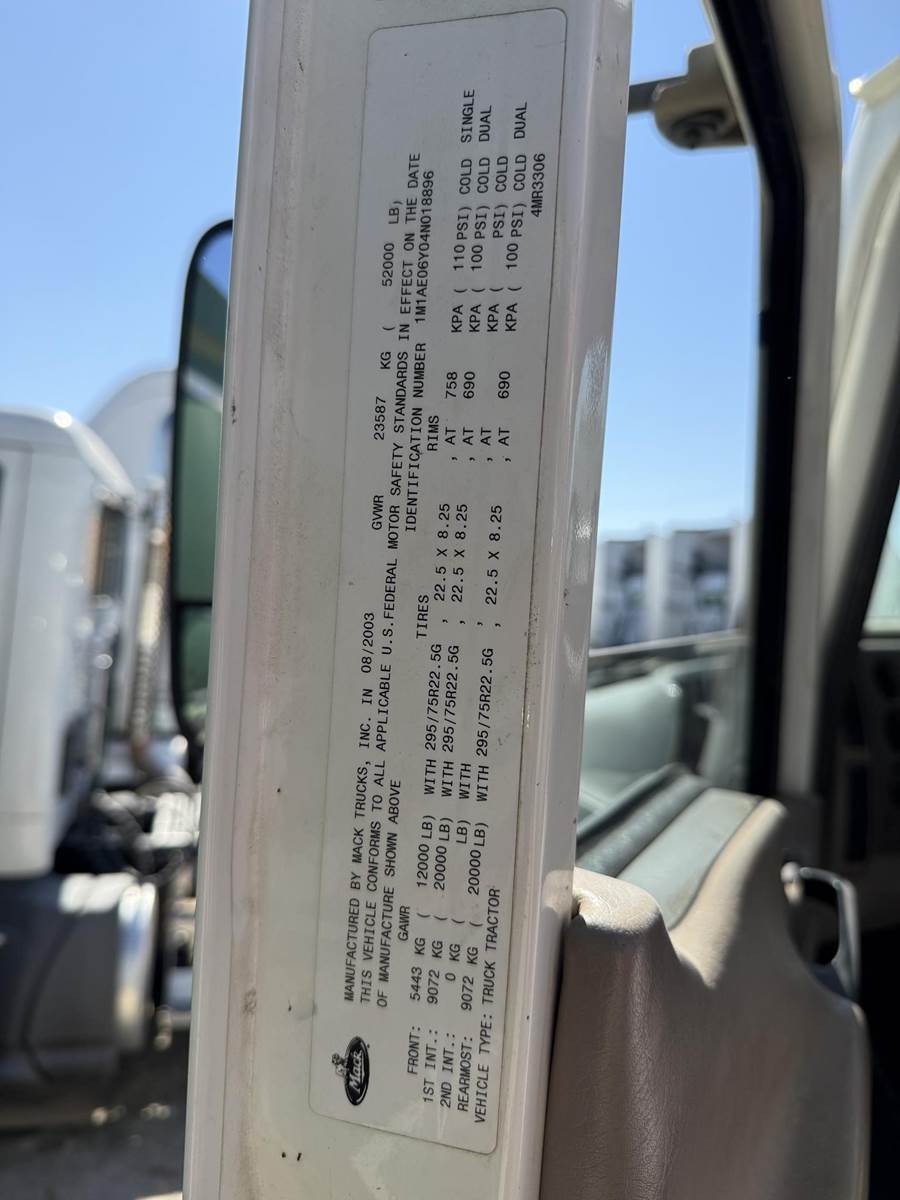 Mack
MANUFACTURED BY MACK TRUCKS, INC. IN 08/2003 GVWR 23587 KG ( 52000 LB)
THIS VEHICLE CONFORMS TO ALL APPLICABLE U.S.FEDERAL MOTOR SAFETY STANDARDS IN EFFECT ON THE DATE
OF MANUFACTURE SHOWN ABOVE IDENTIFICATION NUMBER 1M1AE06Y04N018896
GAWR TIRES RIMS
FRONT: 5443 KG ( 12000 LB) WITH 295/75R22.5G , 22.5 X 8.25 , AT 758 KPA ( 110 PSI) COLD SINGLE
1ST INT.: 9072 KG ( 20000 LB) WITH 295/75R22.5G , 22.5 X 8.25 , AT 690 KPA ( 100 PSI) COLD DUAL
2ND INT.: 0 KG ( LB) WITH , , AT KPA ( PSI) COLD
REARMOST: 9072 KG ( 20000 LB) WITH 295/75R22.5G , 22.5 X 8.25 , AT 690 KPA ( 100 PSI) COLD DUAL
VEHICLE TYPE: TRUCK TRACTOR 4MR3306